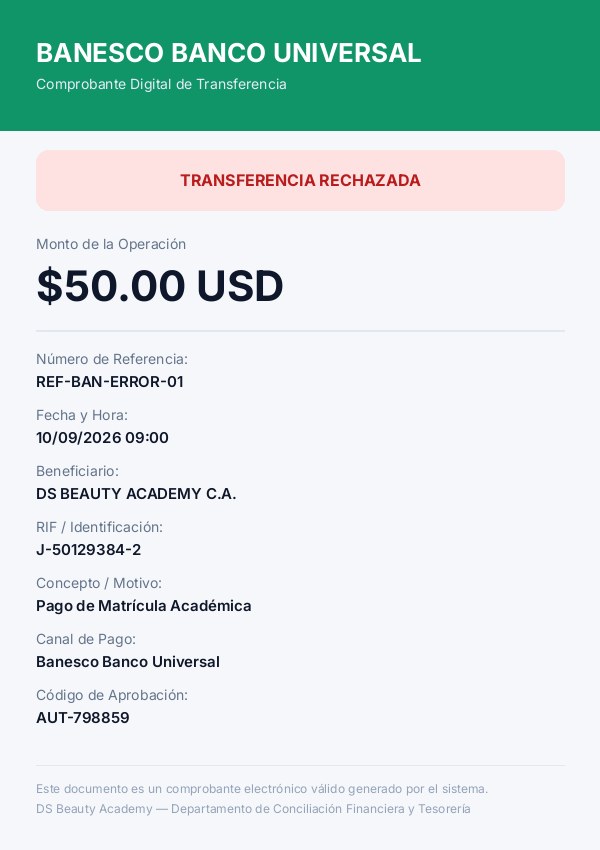 BANESCO BANCO UNIVERSAL
Comprobante Digital de Transferencia
TRANSFERENCIA RECHAZADA
Monto de la Operación
$50.00 USD
Número de Referencia:
REF-BAN-ERROR-01
Fecha y Hora:
10/09/2026 09:00
Beneficiario:
DS BEAUTY ACADEMY C.A.
RIF / Identificación:
J-50129384-2
Concepto / Motivo:
Pago de Matrícula Académica
Canal de Pago:
Banesco Banco Universal
Código de Aprobación:
AUT-798859
Este documento es un comprobante electrónico válido generado por el sistema.
DS Beauty Academy — Departamento de Conciliación Financiera y Tesorería